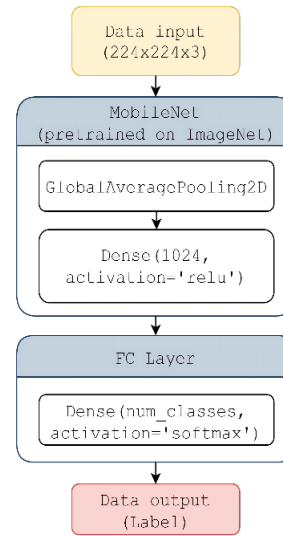 Data input
(224x224x3)
MobileNet
(pretrained on ImageNet)
GlobalAveragePooling2D
Dense(1024,
activation='relu')
FC Layer
Dense(num_classes,
activation='softmax')
Data output
(Label)